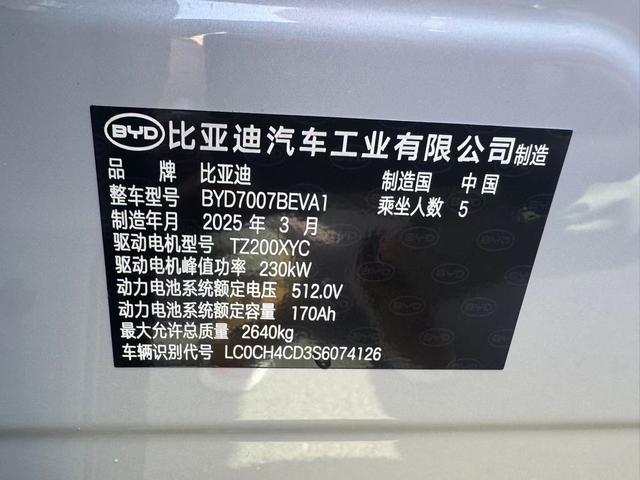 BYD 比亚迪汽车工业有限公司制造
品 牌 比亚迪 制造国 中 国
整车型号 BYD7007BEVA1 乘坐人数 5
制造年月 2025 年 3 月
驱动电机型号 TZ200XYC
驱动电机峰值功率 230kW
动力电池系统额定电压 512.0V
动力电池系统额定容量 170Ah
最大允许总质量 2640kg
车辆识别代号 LC0CH4CD3S6074126